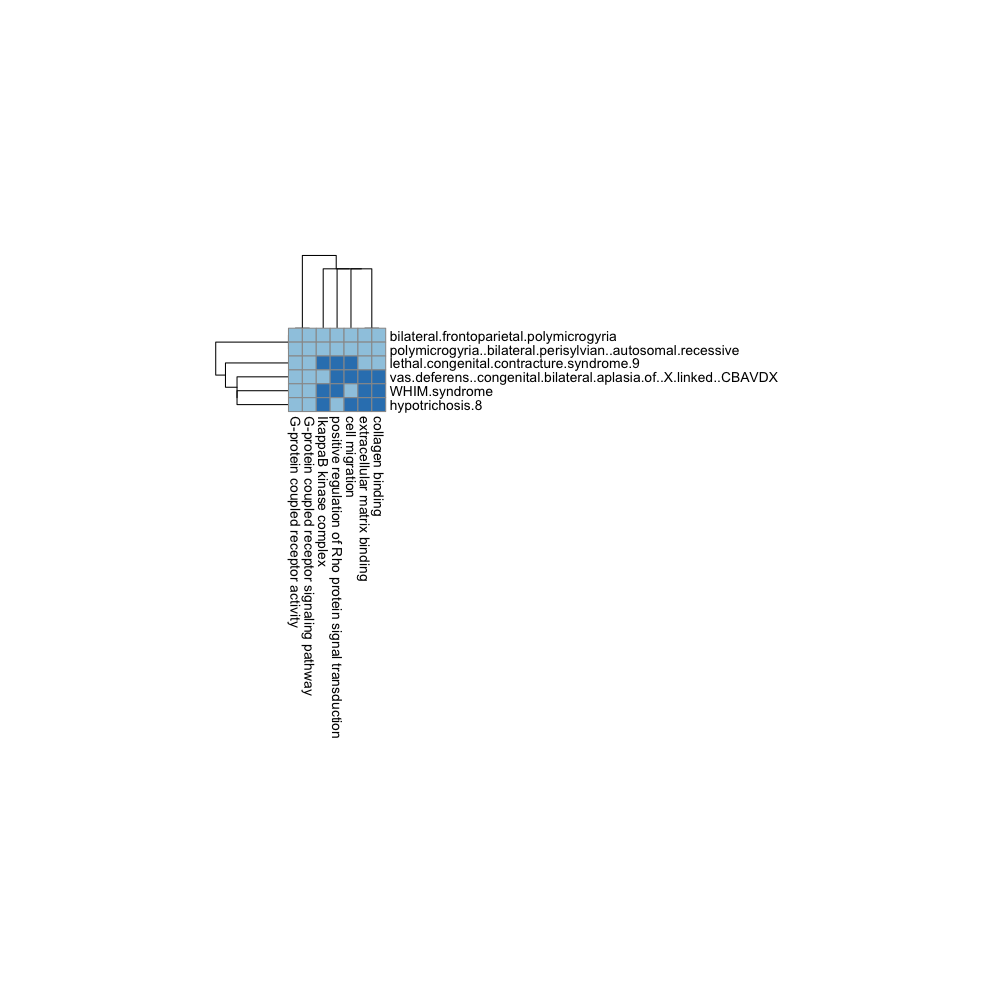 bilateral.frontoparietal.polymicrogyria
polymicrogyria..bilateral.perisylvian..autosomal.recessive
lethal.congenital.contracture.syndrome.9
vas.deferens..congenital.bilateral.aplasia.of..X.linked..CBAVDX
WHIM.syndrome
hypotrichosis.8
G-protein coupled receptor activity
G-protein coupled receptor signaling pathway
IkappaB kinase complex
positive regulation of Rho protein signal transduction
cell migration
extracellular matrix binding
collagen binding